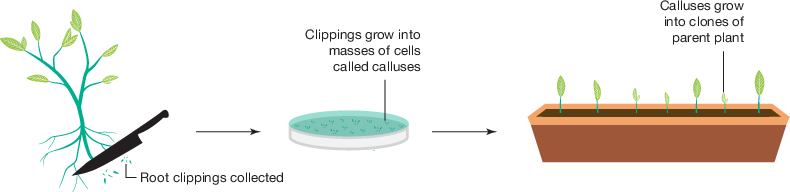 Root clippings collected
Clippings grow into
masses of cells
called calluses
Calluses grow
into clones of
parent plant